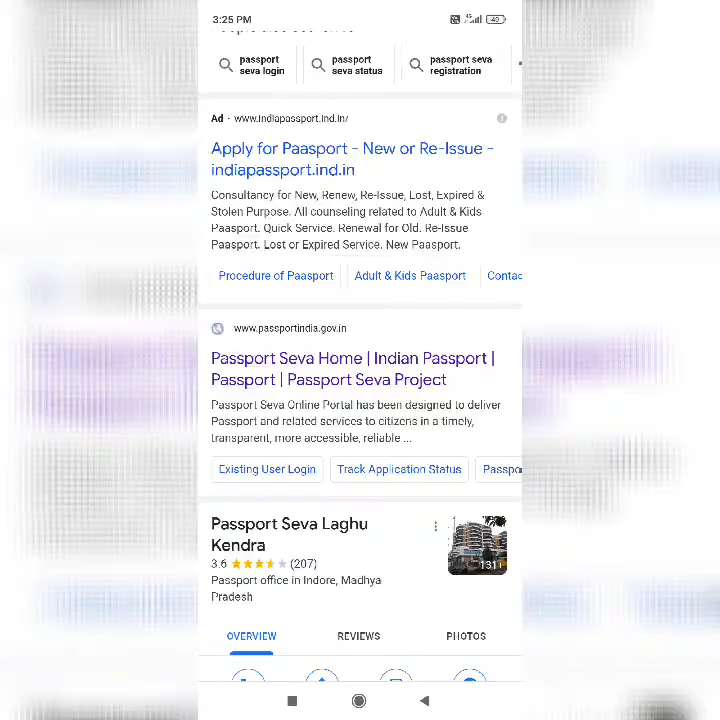 3:25 PM
49
passport
seva login
passport
seva status
passport seva
registration
Ad · www.indiapassport.ind.in/
Apply for Paasport - New or Re-Issue -
indiapassport.ind.in
Consultancy for New, Renew, Re-Issue, Lost, Expired &
Stolen Purpose. All counseling related to Adult & Kids
Paasport. Quick Service. Renewal for Old. Re-Issue
Paasport. Lost or Expired Service. New Paasport.
Procedure of Paasport
Adult & Kids Paasport
Contac
www.passportindia.gov.in
Passport Seva Home | Indian Passport |
Passport | Passport Seva Project
Passport Seva Online Portal has been designed to deliver
Passport and related services to citizens in a timely,
transparent, more accessible, reliable ...
Existing User Login
Track Application Status
Passpo
Passport Seva Laghu
Kendra
3.6 ★★★★★ (207)
Passport office in Indore, Madhya
Pradesh
131+
OVERVIEW
REVIEWS
PHOTOS